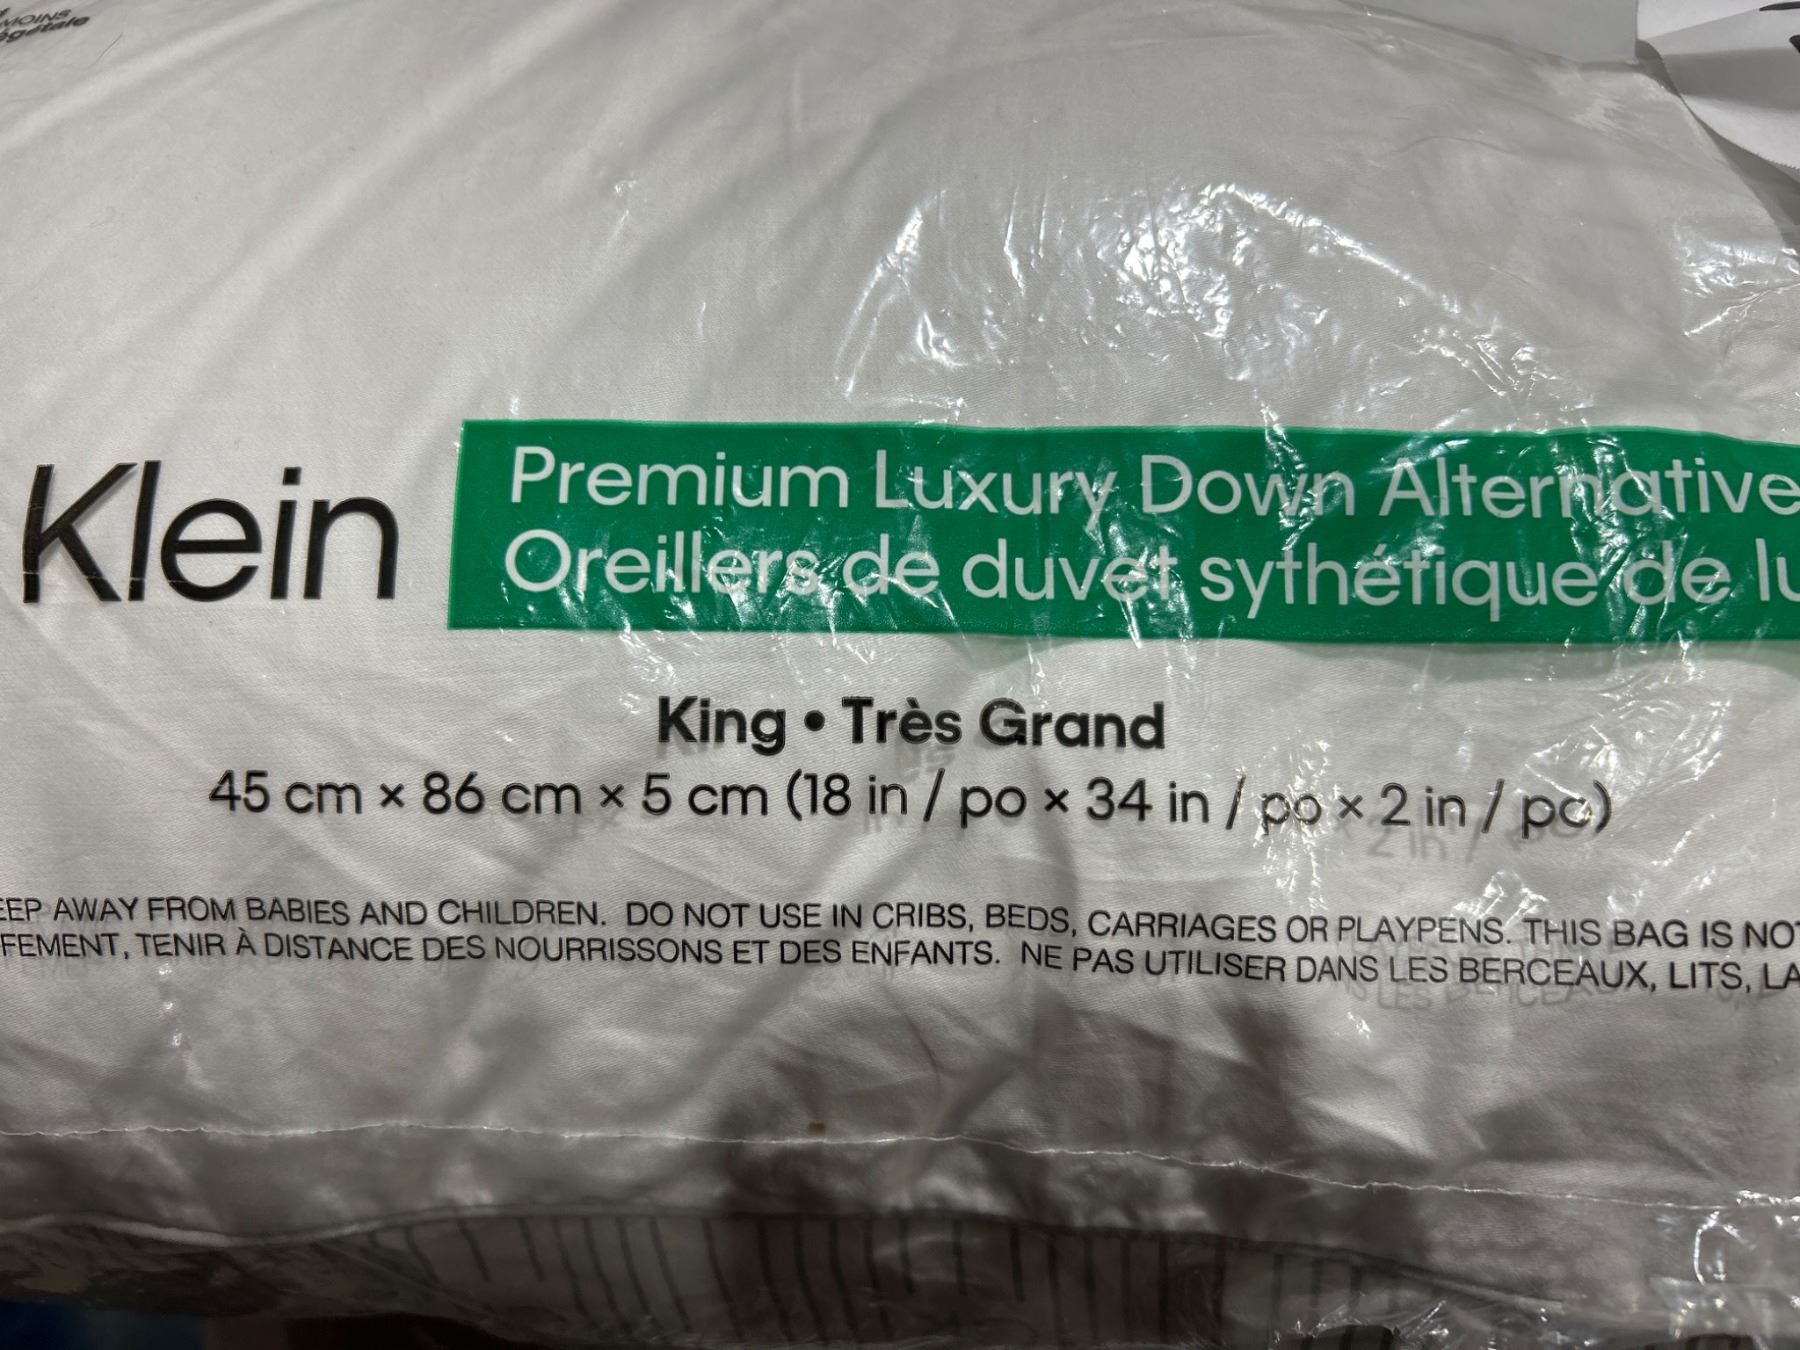 MOINS
végétale
Klein
Premium Luxury Down Alternative
Oreillers de duvet sythétique de
King • Très Grand
45 cm × 86 cm × 5 cm (18 in / po × 34 in / po × 2 in / po)
EEP AWAY FROM BABIES AND CHILDREN. DO NOT USE IN CRIBS, BEDS, CARRIAGES OR PLAYPENS. THIS BAG IS NOT
FEMENT, TENIR À DISTANCE DES NOURRISSONS ET DES ENFANTS. NE PAS UTILISER DANS LES BERCEAUX, LITS,